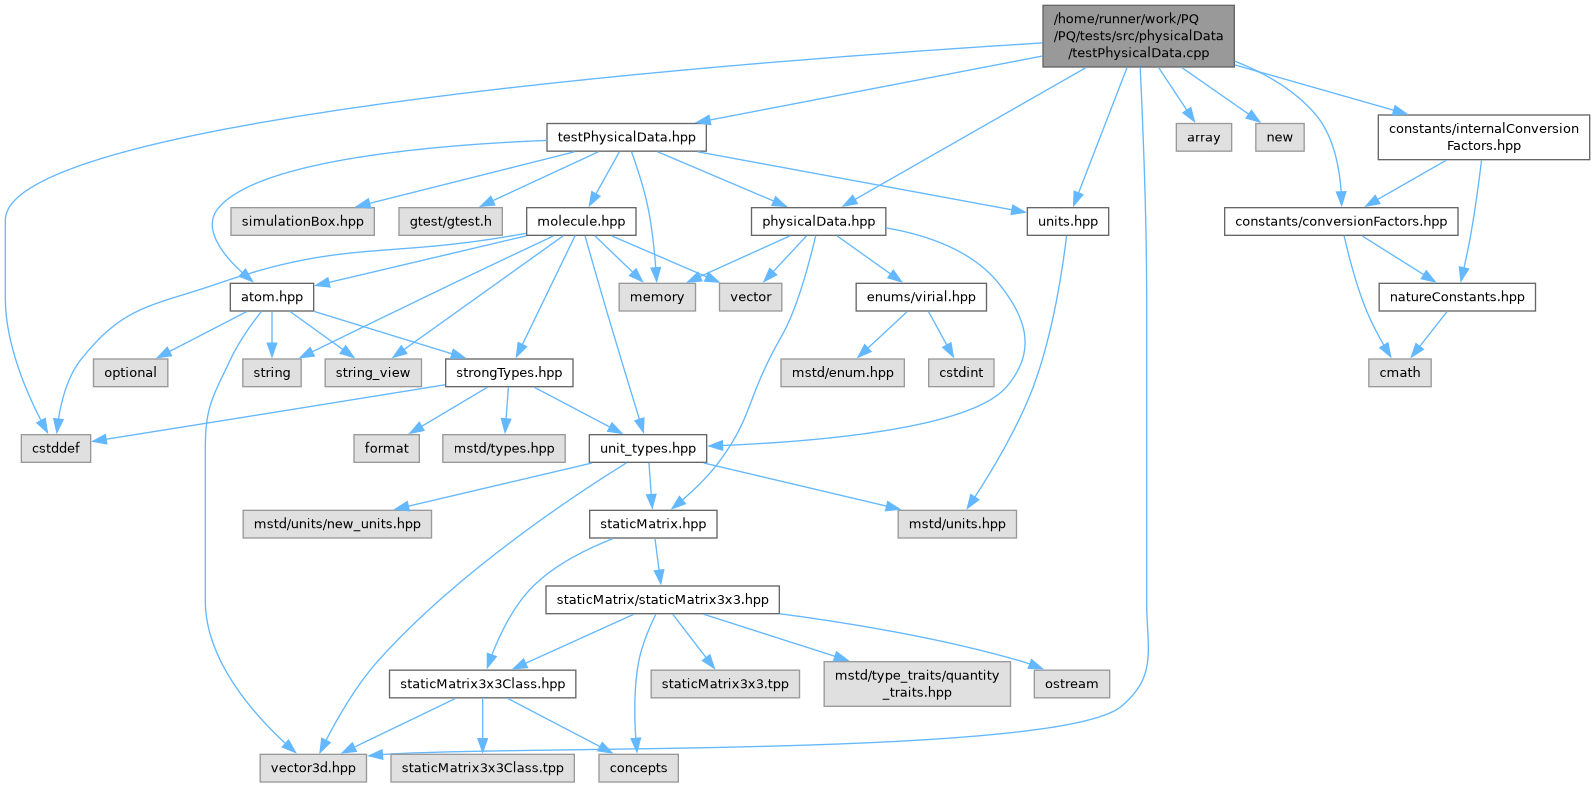 /home/runner/work/PQ
/PQ/tests/src/physicalData
/testPhysicalData.cpp
testPhysicalData.hpp
array
new
constants/internalConversion
Factors.hpp
simulationBox.hpp
gtest/gtest.h
molecule.hpp
physicalData.hpp
units.hpp
constants/conversionFactors.hpp
atom.hpp
memory
vector
enums/virial.hpp
natureConstants.hpp
optional
string
string_view
strongTypes.hpp
mstd/enum.hpp
cstdint
cmath
cstddef
format
mstd/types.hpp
unit_types.hpp
mstd/units/new_units.hpp
staticMatrix.hpp
mstd/units.hpp
staticMatrix/staticMatrix3x3.hpp
staticMatrix3x3Class.hpp
staticMatrix3x3.tpp
mstd/type_traits/quantity
_traits.hpp
ostream
vector3d.hpp
staticMatrix3x3Class.tpp
concepts